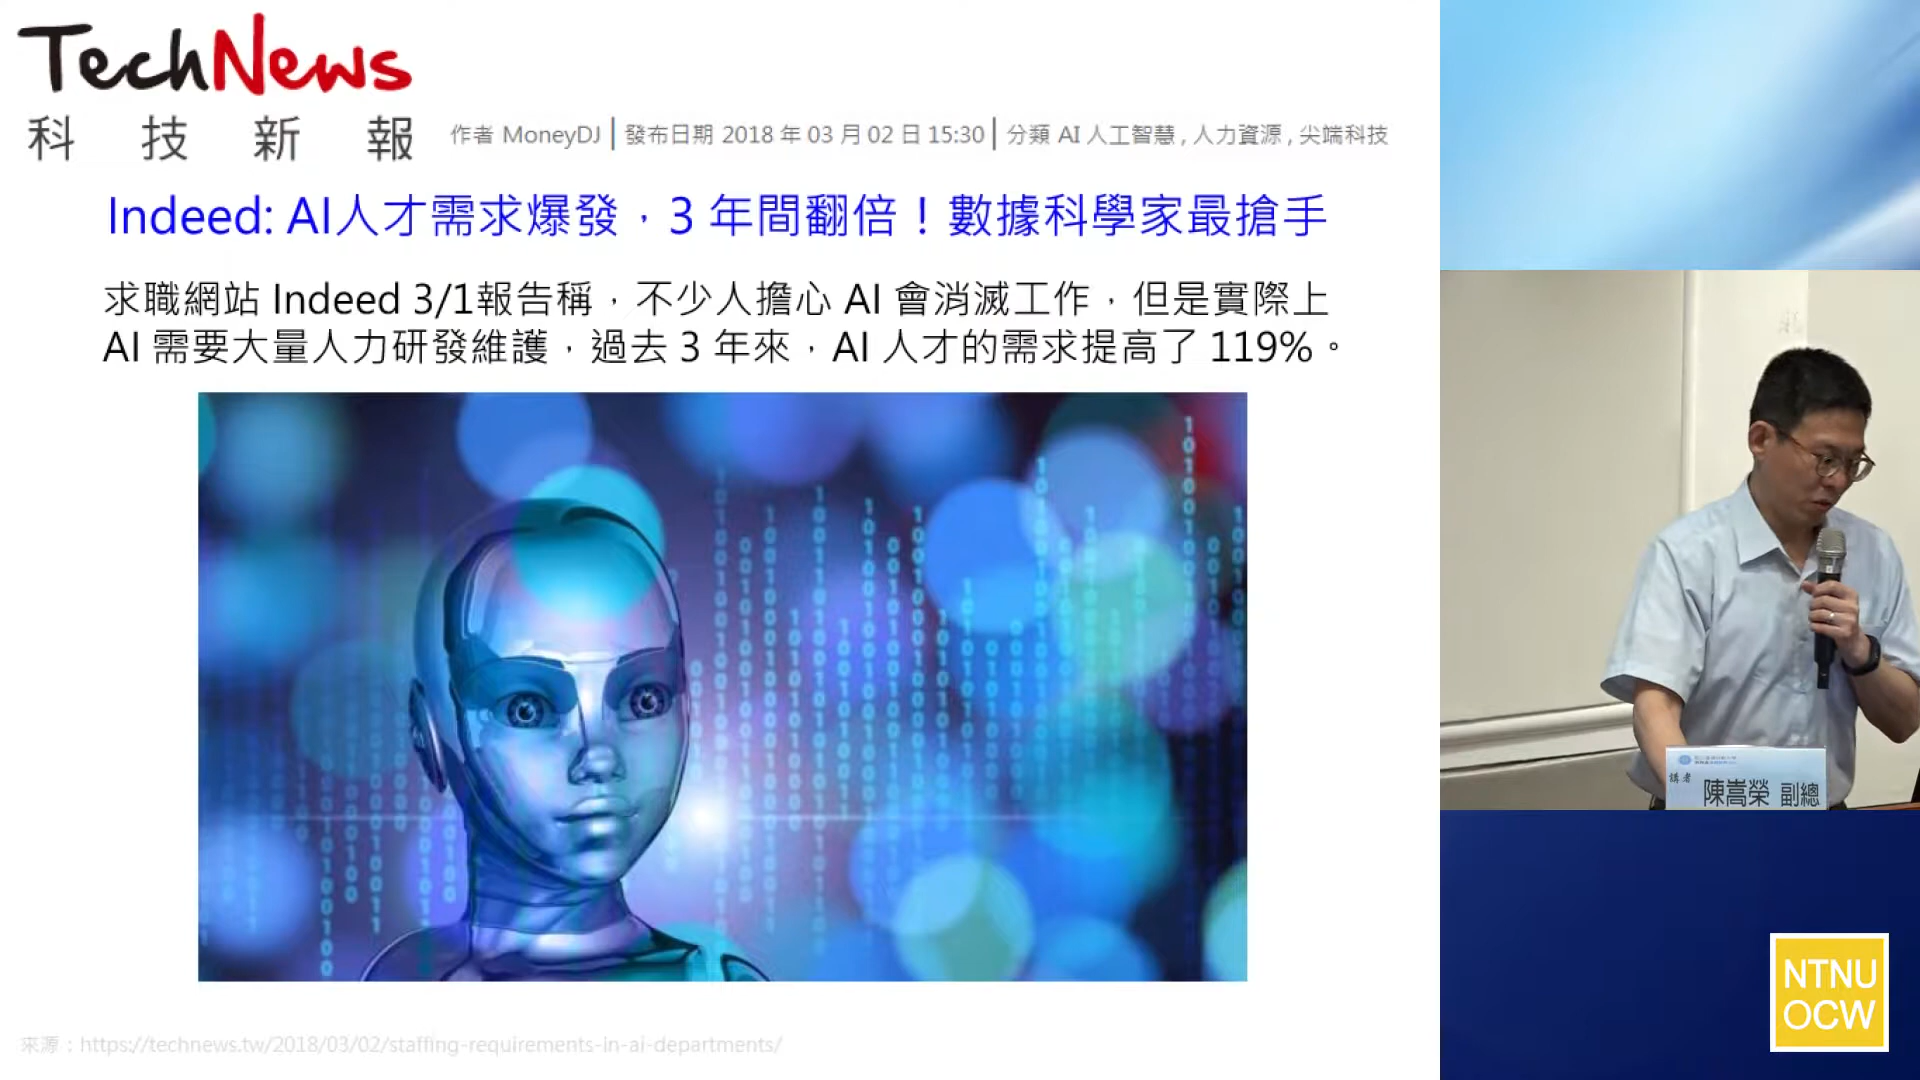 TechNews
科技新報
作者 MoneyDJ | 發布日期 2018 年 03 月 02 日 15:30 | 分類 AI 人工智慧 , 人力資源 , 尖端科技
Indeed: AI人才需求爆發，3 年間翻倍！數據科學家最搶手
求職網站 Indeed 3/1報告稱，不少人擔心 AI 會消滅工作，但是實際上
AI 需要大量人力研發維護，過去 3 年來，AI 人才的需求提高了 119%。
來源：https://technews.tw/2018/03/02/staffing-requirements-in-ai-departments/
講者
陳嵩榮 副總
NTNU
OCW